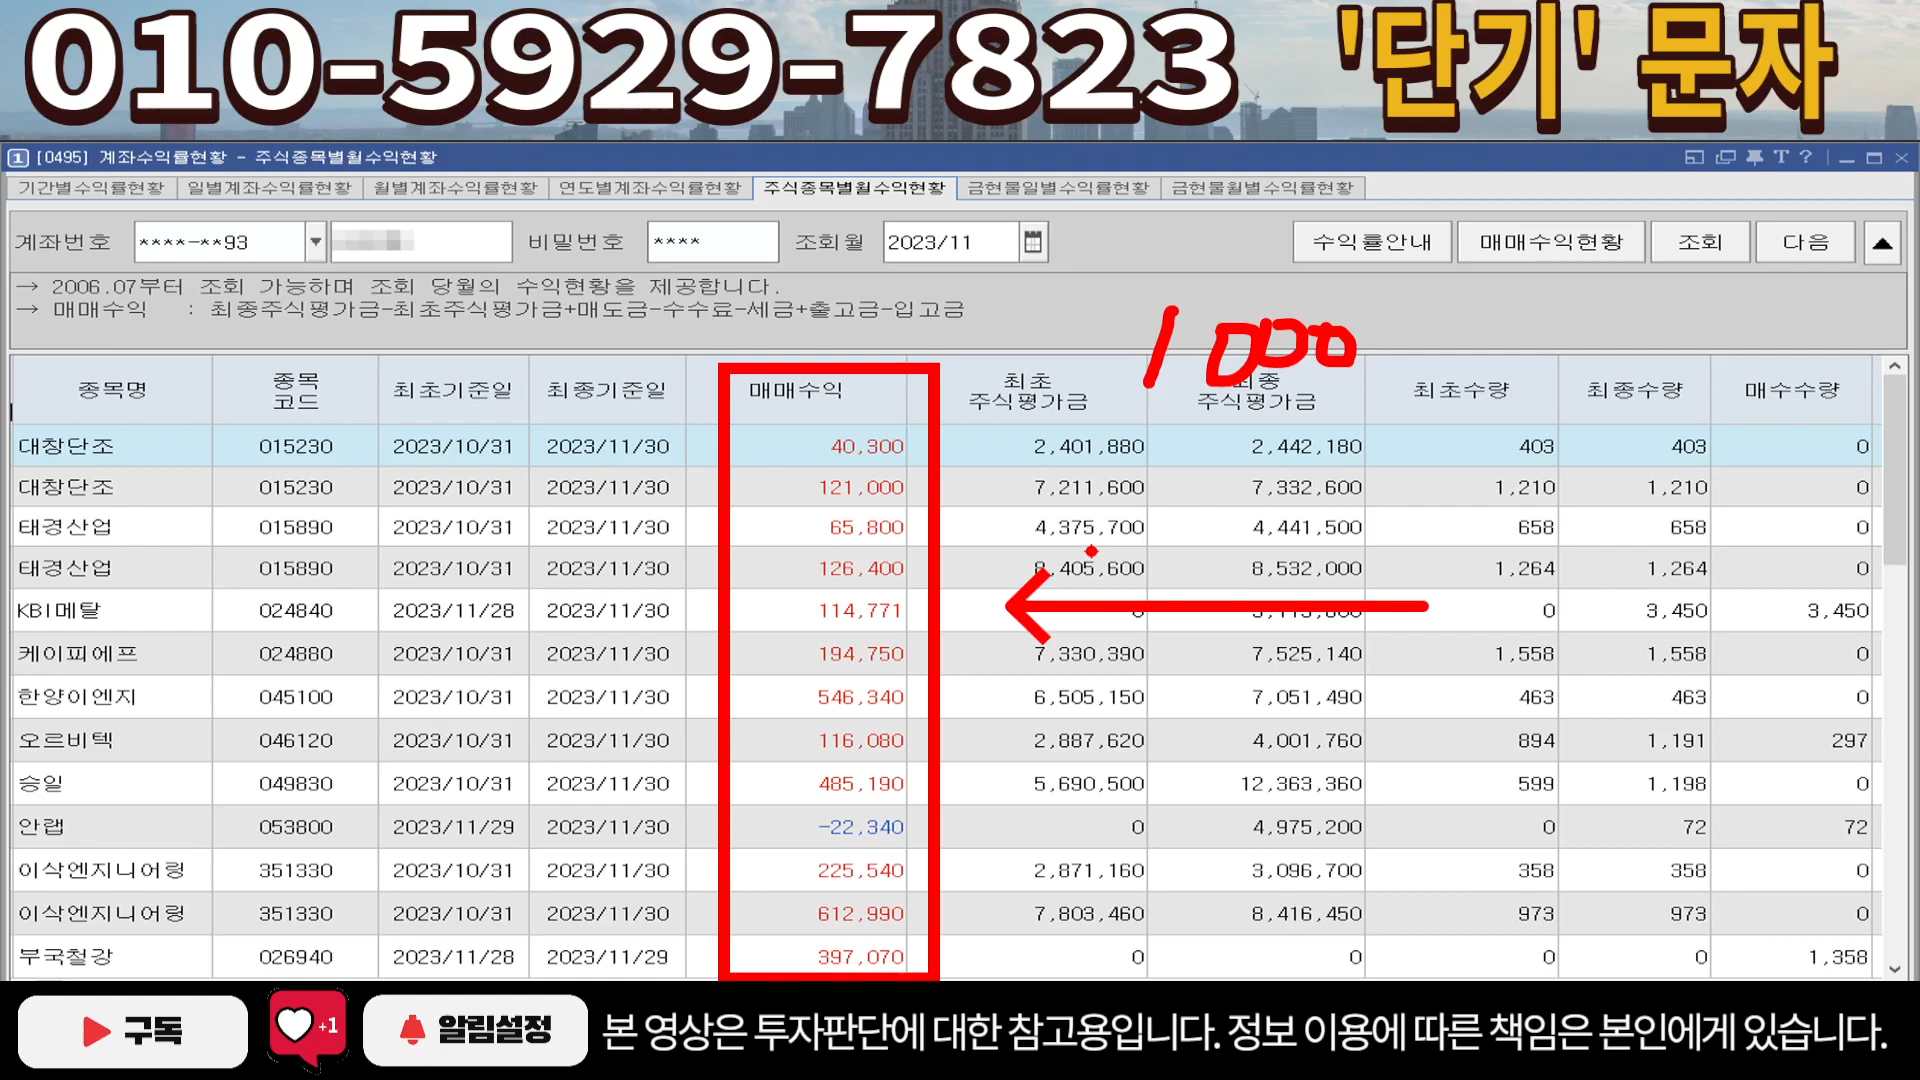 010-5929-7823 '단기' 문자
1 [0495] 계좌수익률현황 - 주식종목별월수익현황
기간별수익률현황 일별계좌수익률현황 월별계좌수익률현황 연도별계좌수익률현황 주식종목별월수익현황 금현물일별수익률현황 금현물월별수익률현황
계좌번호 ****-**93 비밀번호 **** 조회월 2023/11 수익률안내 매매수익현황 조회 다음
→ 2006.07부터 조회 가능하며 조회 당월의 수익현황을 제공합니다.
→ 매매수익 : 최종주식평가금-최초주식평가금+매도금-수수료-세금+출고금-입고금
1000
종목명 종목코드 최초기준일 최종기준일 매매수익 최초주식평가금 최종주식평가금 최초수량 최종수량 매수수량
대창단조 015230 2023/10/31 2023/11/30 40,300 2,401,880 2,442,180 403 403 0
대창단조 015230 2023/10/31 2023/11/30 121,000 7,211,600 7,332,600 1,210 1,210 0
태경산업 015890 2023/10/31 2023/11/30 65,800 4,375,700 4,441,500 658 658 0
태경산업 015890 2023/10/31 2023/11/30 126,400 8,405,600 8,532,000 1,264 1,264 0
KBI메탈 024840 2023/11/28 2023/11/30 114,771 0 0 3,450 3,450
케이피에프 024880 2023/10/31 2023/11/30 194,750 7,330,390 7,525,140 1,558 1,558 0
한양이엔지 045100 2023/10/31 2023/11/30 546,340 6,505,150 7,051,490 463 463 0
오르비텍 046120 2023/10/31 2023/11/30 116,080 2,887,620 4,001,760 894 1,191 297
승일 049830 2023/10/31 2023/11/30 485,190 5,690,500 12,363,360 599 1,198 0
안랩 053800 2023/11/29 2023/11/30 -22,340 0 4,975,200 0 72 72
이삭엔지니어링 351330 2023/10/31 2023/11/30 225,540 2,871,160 3,096,700 358 358 0
이삭엔지니어링 351330 2023/10/31 2023/11/30 612,990 7,803,460 8,416,450 973 973 0
부국철강 026940 2023/11/28 2023/11/29 397,070 0 0 0 0 1,358
구독 +1 알림설정 본 영상은 투자판단에 대한 참고용입니다. 정보 이용에 따른 책임은 본인에게 있습니다.